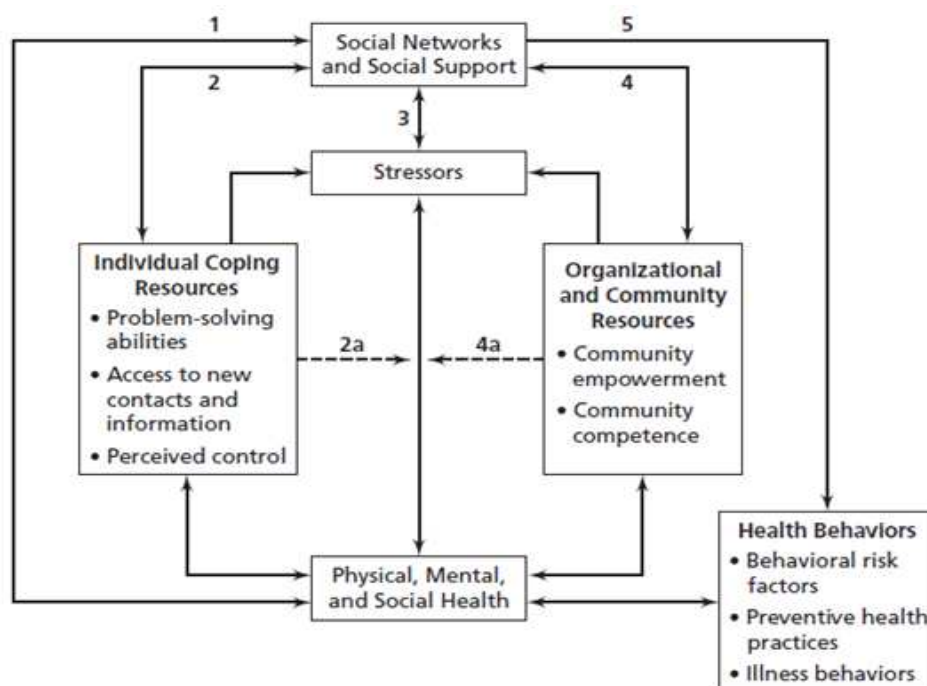 1
5
Social Networks
and Social Support
2
4
3
Stressors
Individual Coping
Resources
• Problem-solving
abilities
• Access to new
contacts and
information
• Perceived control
2a
4a
Organizational
and Community
Resources
• Community
empowerment
• Community
competence
Physical, Mental,
and Social Health
Health Behaviors
• Behavioral risk
factors
• Preventive health
practices
• Illness behaviors